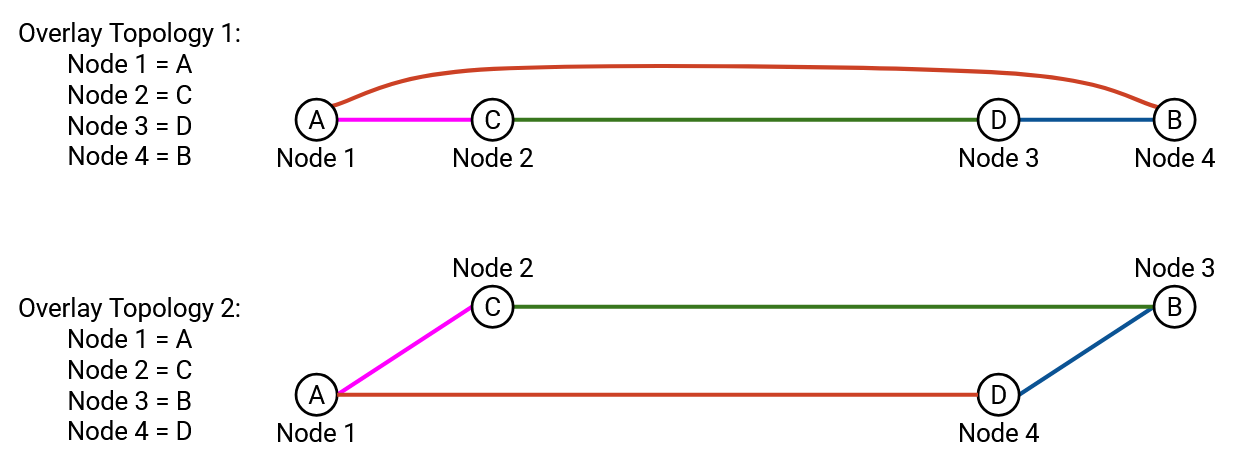 Overlay Topology 1:
Node 1 = A
Node 2 = C
Node 3 = D
Node 4 = B
A
C
D
B
Node 1
Node 2
Node 3
Node 4
Overlay Topology 2:
Node 1 = A
Node 2 = C
Node 3 = B
Node 4 = D
Node 2
Node 3
C
B
A
D
Node 1
Node 4